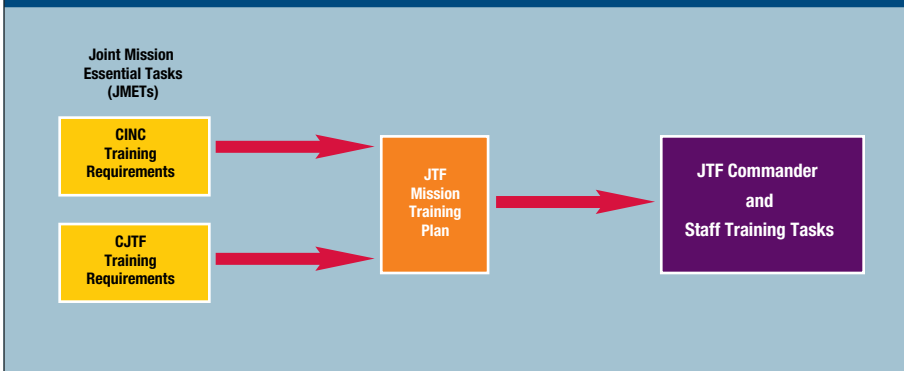 Joint Mission
Essential Tasks
(JMETs)
CINC
Training
Requirements
CJTF
Training
Requirements
JTF
Mission
Training
Plan
JTF Commander
and
Staff Training Tasks